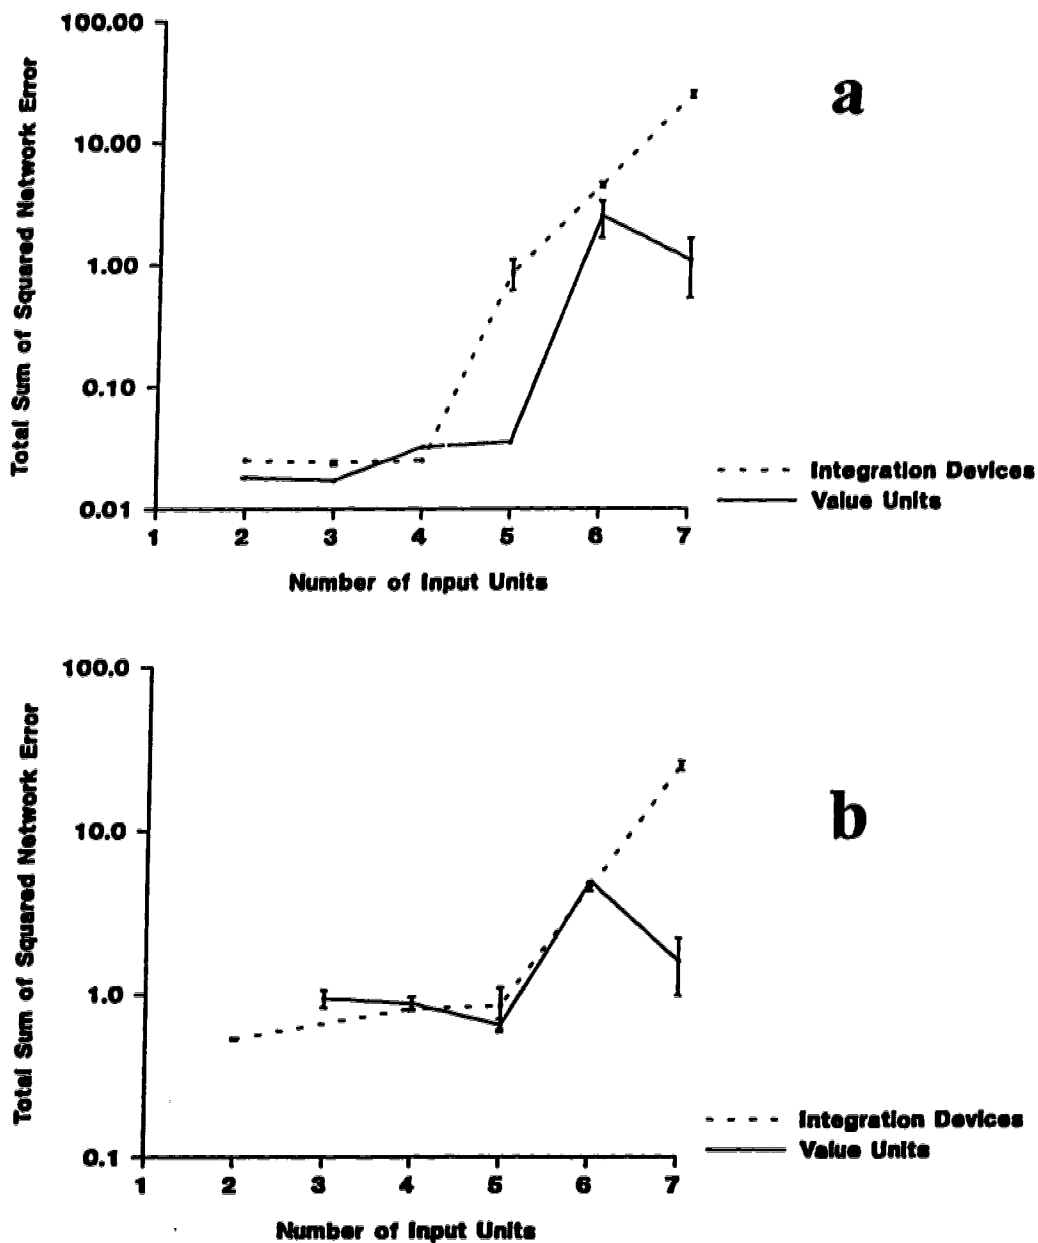 100.00
10.00
1.00
0.10
0.01
Total Sum of Squared Network Error
a
Integration Devices
Value Units
1 2 3 4 5 6 7
Number of Input Units
100.0
10.0
1.0
0.1
Total Sum of Squared Network Error
b
Integration Devices
Value Units
1 2 3 4 5 6 7
Number of Input Units